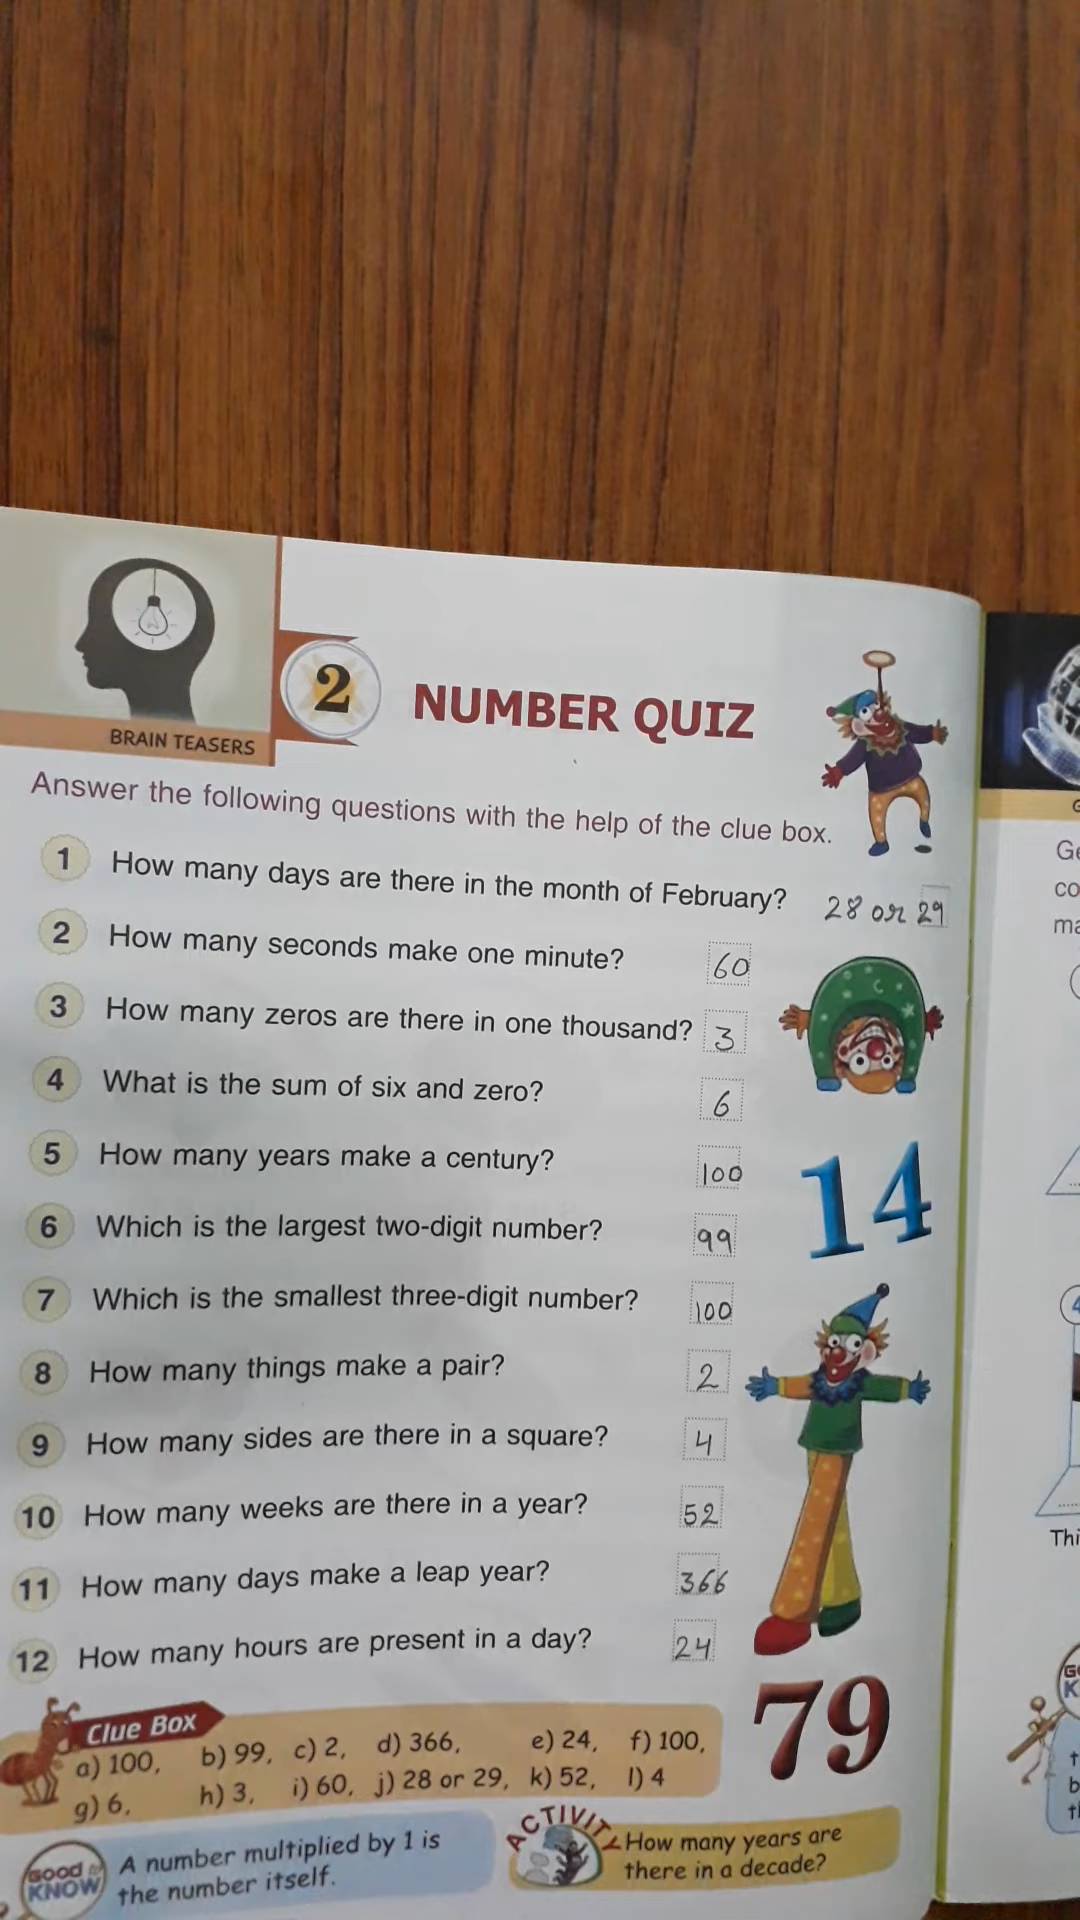 BRAIN TEASERS
2
NUMBER QUIZ
Answer the following questions with the help of the clue box.
1 How many days are there in the month of February? 28 or 29
2 How many seconds make one minute? 60
3 How many zeros are there in one thousand? 3
4 What is the sum of six and zero? 6
5 How many years make a century? 100
6 Which is the largest two-digit number? 99
7 Which is the smallest three-digit number? 100
8 How many things make a pair? 2
9 How many sides are there in a square? 4
10 How many weeks are there in a year? 52
11 How many days make a leap year? 366
12 How many hours are present in a day? 24
14
79
Clue Box
a) 100, b) 99, c) 2, d) 366, e) 24, f) 100,
g) 6, h) 3, i) 60, j) 28 or 29, k) 52, l) 4
Good to
KNOW
A number multiplied by 1 is
the number itself.
ACTIVITY
How many years are
there in a decade?
Thi